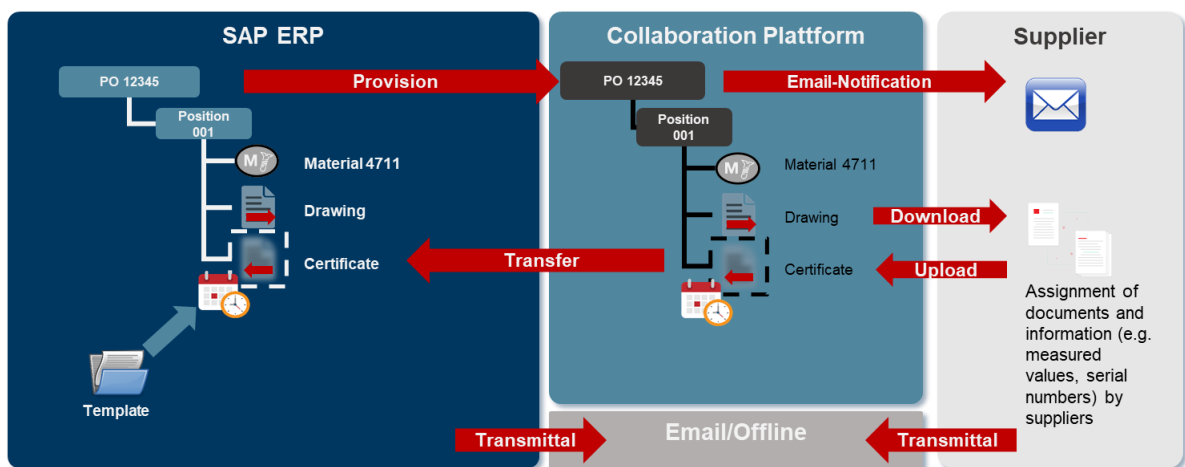 SAP ERP
PO 12345
Position
001
M
Material 4711
Drawing
Certificate
Template
Provision
Transfer
Transmittal
Collaboration Plattform
PO 12345
Position
001
M
Material 4711
Drawing
Certificate
Email/Offline
Email-Notification
Download
Upload
Transmittal
Supplier
Assignment of
documents and
information (e.g.
measured
values, serial
numbers) by
suppliers